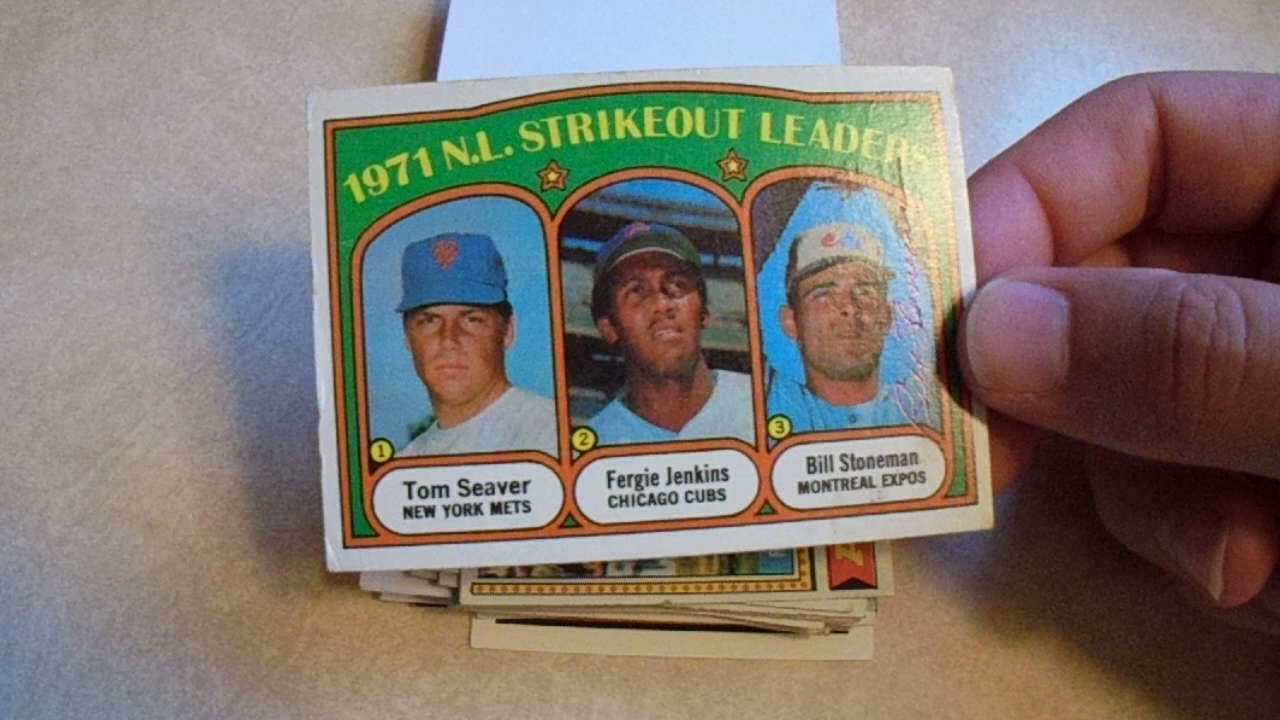 1971 N.L. STRIKEOUT LEADERS
1
2
3
Tom Seaver
NEW YORK METS
Fergie Jenkins
CHICAGO CUBS
Bill Stoneman
MONTREAL EXPOS